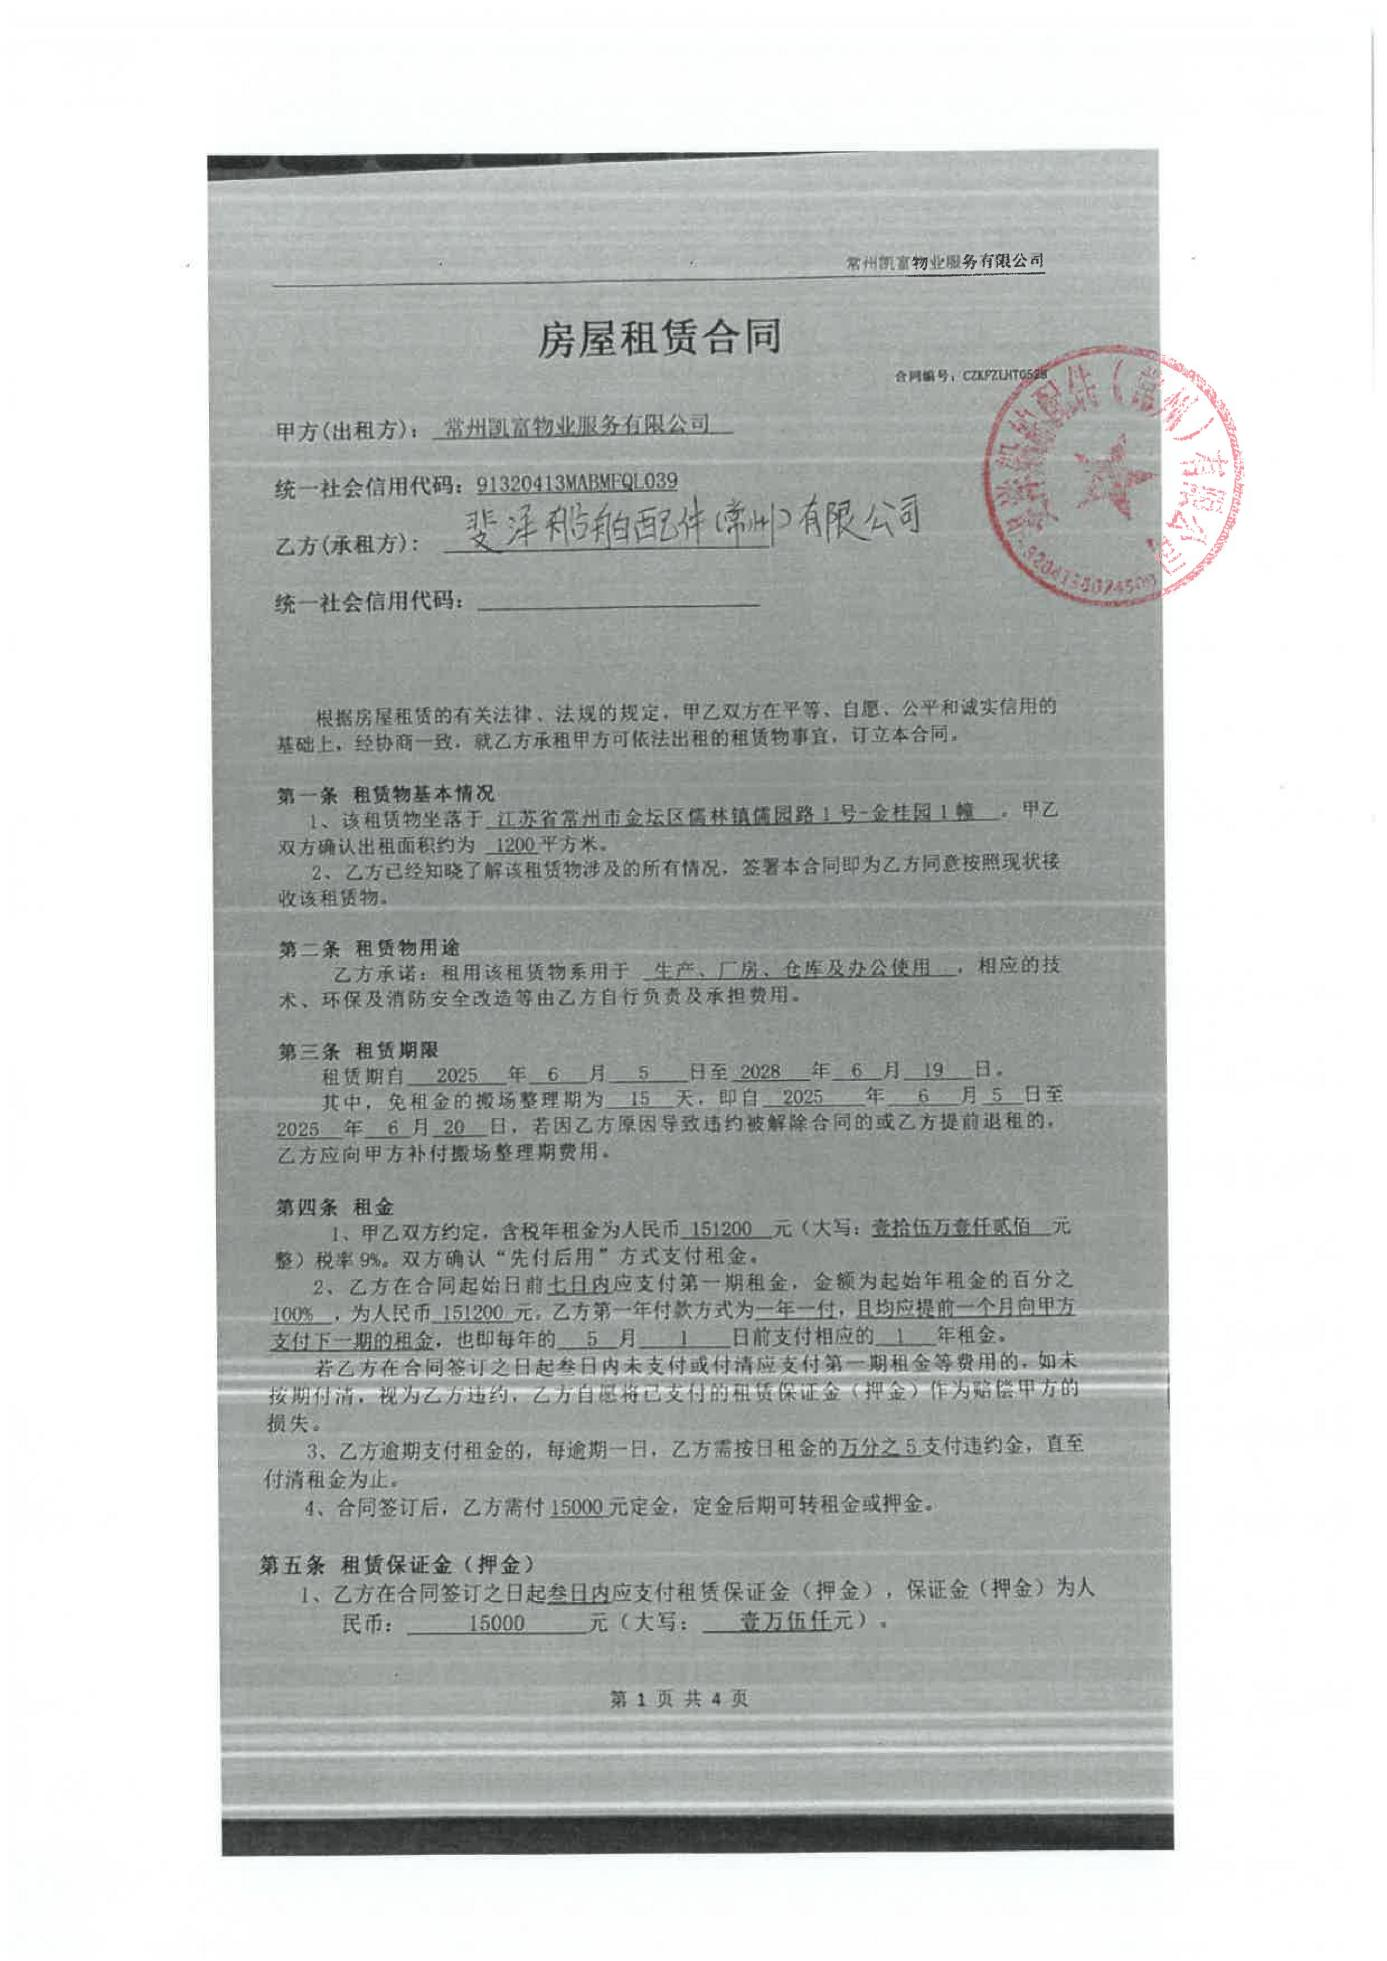 常州凯富物业服务有限公司
房屋租赁合同
合同编号：CZKFZLHT0528
甲方(出租方)：常州凯富物业服务有限公司
统一社会信用代码：91320413MABMFQL039
乙方(承租方)：斐洋船舶配件(常州)有限公司
统一社会信用代码：
船舶配件（常州）有限公司
根据房屋租赁的有关法律、法规的规定，甲乙双方在平等、自愿、公平和诚实信用的
基础上，经协商一致，就乙方承租甲方可依法出租的租赁物事宜，订立本合同。
第一条 租赁物基本情况
1、该租赁物坐落于 江苏省常州市金坛区儒林镇儒园路1号-金桂园1幢 。甲乙
双方确认出租面积约为 1200平方米。
2、乙方已经知晓了解该租赁物涉及的所有情况，签署本合同即为乙方同意按照现状接
收该租赁物。
第二条 租赁物用途
乙方承诺：租用该租赁物系用于 生产、厂房、仓库及办公使用 ，相应的技
术、环保及消防安全改造等由乙方自行负责及承担费用。
第三条 租赁期限
租赁期自 2025 年 6 月 5 日至 2028 年 6 月 19 日。
其中，免租金的搬场整理期为 15 天，即自 2025 年 6 月 5 日至
2025 年 6 月 20 日，若因乙方原因导致违约被解除合同的或乙方提前退租的，
乙方应向甲方补付搬场整理期费用。
第四条 租金
1、甲乙双方约定，含税年租金为人民币 151200 元（大写：壹拾伍万壹仟贰佰 元
整）税率9%。双方确认“先付后用”方式支付租金。
2、乙方在合同起始日前七日内应支付第一期租金，金额为起始年租金的百分之
100% ，为人民币 151200 元。乙方第一年付款方式为一年一付，且均应提前一个月向甲方
支付下一期的租金，也即每年的 5 月 1 日前支付相应的 1 年租金。
若乙方在合同签订之日起叁日内未支付或付清应支付第一期租金等费用的，如未
按期付清，视为乙方违约，乙方自愿将已支付的租赁保证金（押金）作为赔偿甲方的
损失。
3、乙方逾期支付租金的，每逾期一日，乙方需按日租金的万分之5支付违约金，直至
付清租金为止。
4、合同签订后，乙方需付 15000 元定金，定金后期可转租金或押金。
第五条 租赁保证金（押金）
1、乙方在合同签订之日起叁日内应支付租赁保证金（押金），保证金（押金）为人
民币： 15000 元（大写： 壹万伍仟元）。
第 1 页 共 4 页